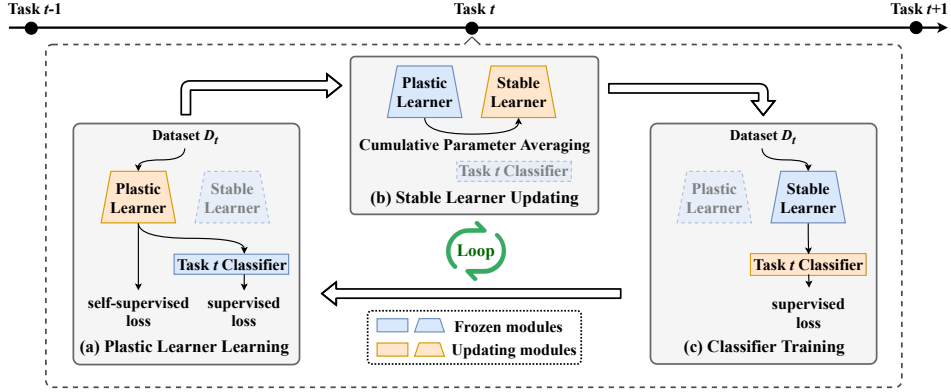 Task t-1
Task t
Task t+1
Dataset D_t
Plastic
Learner
Stable
Learner
Task t Classifier
self-supervised
loss
supervised
loss
(a) Plastic Learner Learning
Plastic
Learner
Stable
Learner
Cumulative Parameter Averaging
Task t Classifier
(b) Stable Learner Updating
Loop
Frozen modules
Updating modules
Dataset D_t
Plastic
Learner
Stable
Learner
Task t Classifier
supervised
loss
(c) Classifier Training